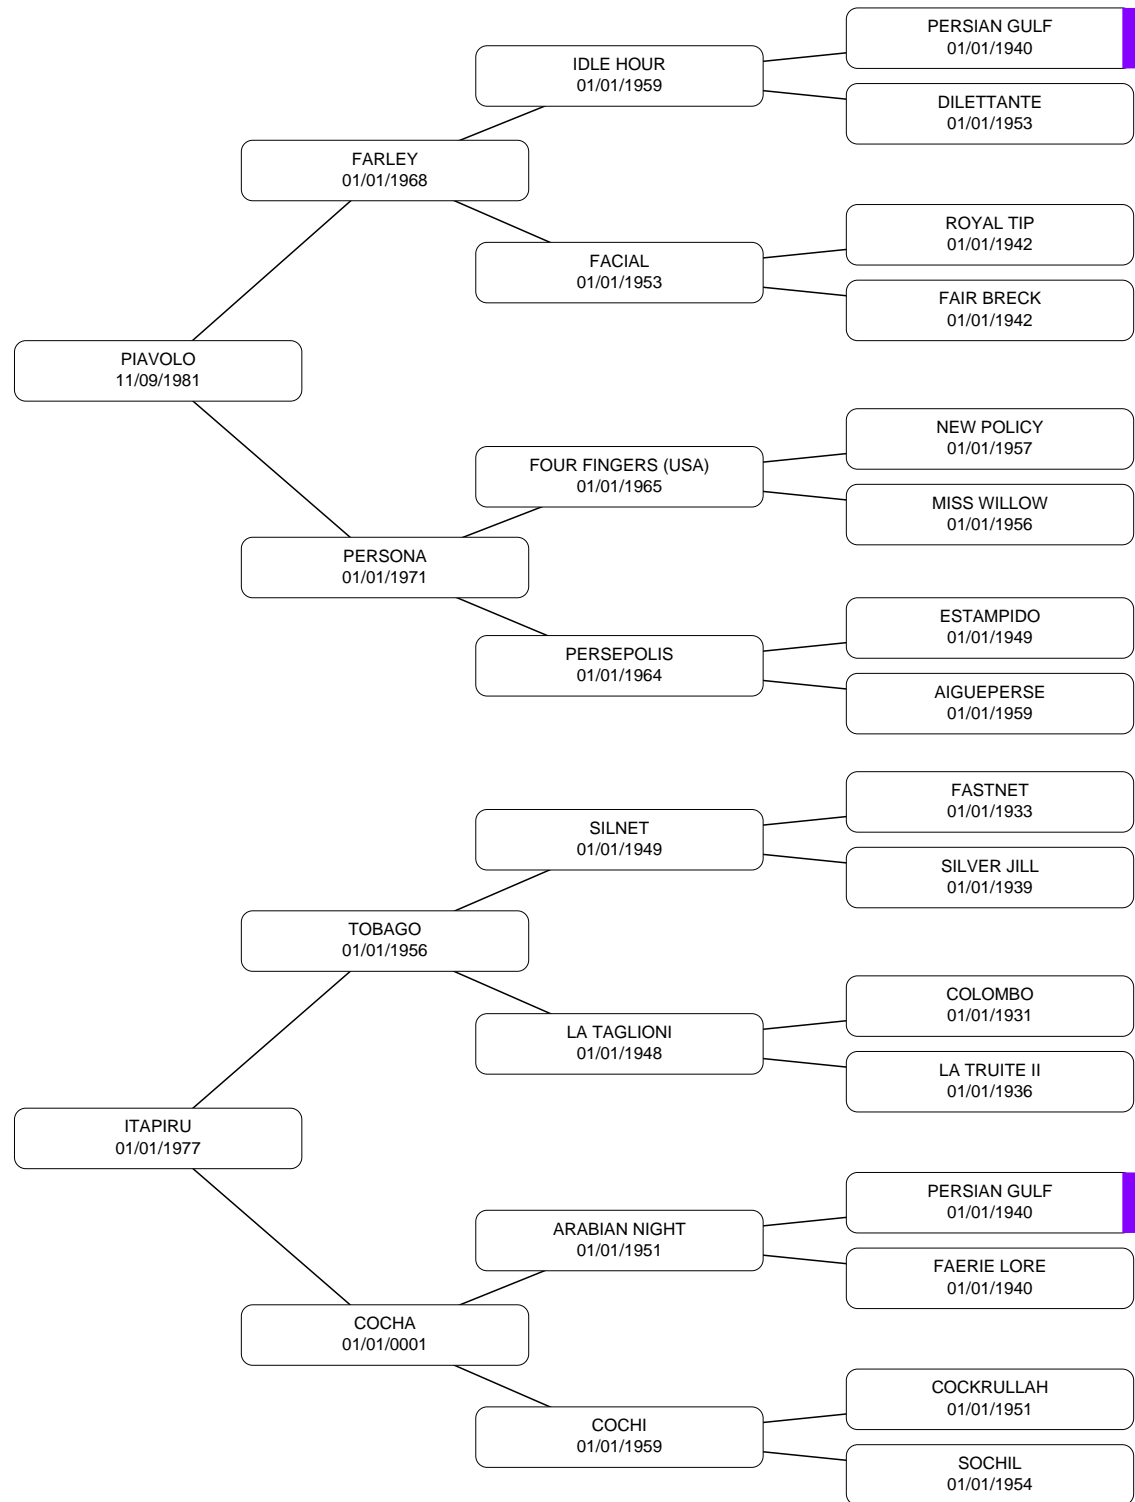 PERSIAN GULF
01/01/1940
IDLE HOUR
01/01/1959
DILETTANTE
01/01/1953
FARLEY
01/01/1968
ROYAL TIP
01/01/1942
FACIAL
01/01/1953
FAIR BRECK
01/01/1942
PIAVOLO
11/09/1981
NEW POLICY
01/01/1957
FOUR FINGERS (USA)
01/01/1965
MISS WILLOW
01/01/1956
PERSONA
01/01/1971
ESTAMPIDO
01/01/1949
PERSEPOLIS
01/01/1964
AIGUEPERSE
01/01/1959
FASTNET
01/01/1933
SILNET
01/01/1949
SILVER JILL
01/01/1939
TOBAGO
01/01/1956
COLOMBO
01/01/1931
LA TAGLIONI
01/01/1948
LA TRUITE II
01/01/1936
ITAPIRU
01/01/1977
PERSIAN GULF
01/01/1940
ARABIAN NIGHT
01/01/1951
FAERIE LORE
01/01/1940
COCHA
01/01/0001
COCKRULLAH
01/01/1951
COCHI
01/01/1959
SOCHIL
01/01/1954